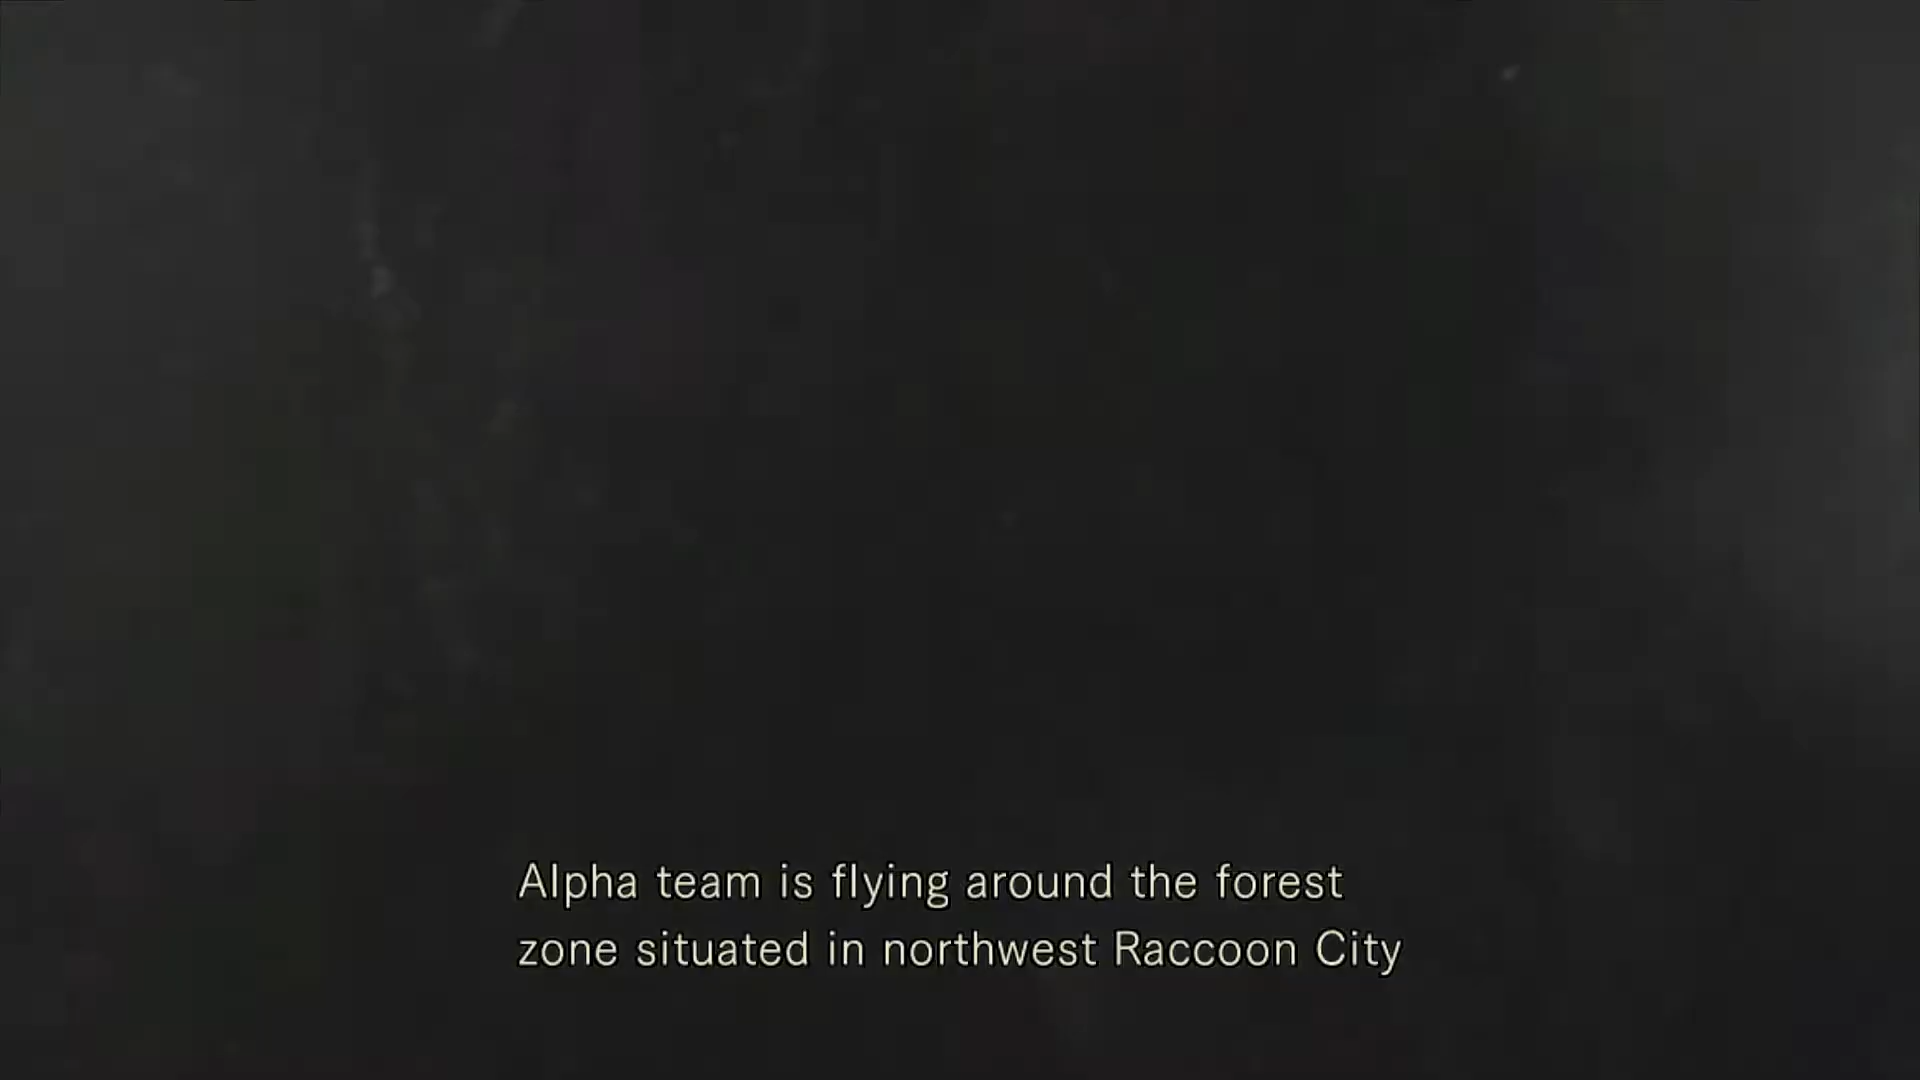 Alpha team is flying around the forest
zone situated in northwest Raccoon City